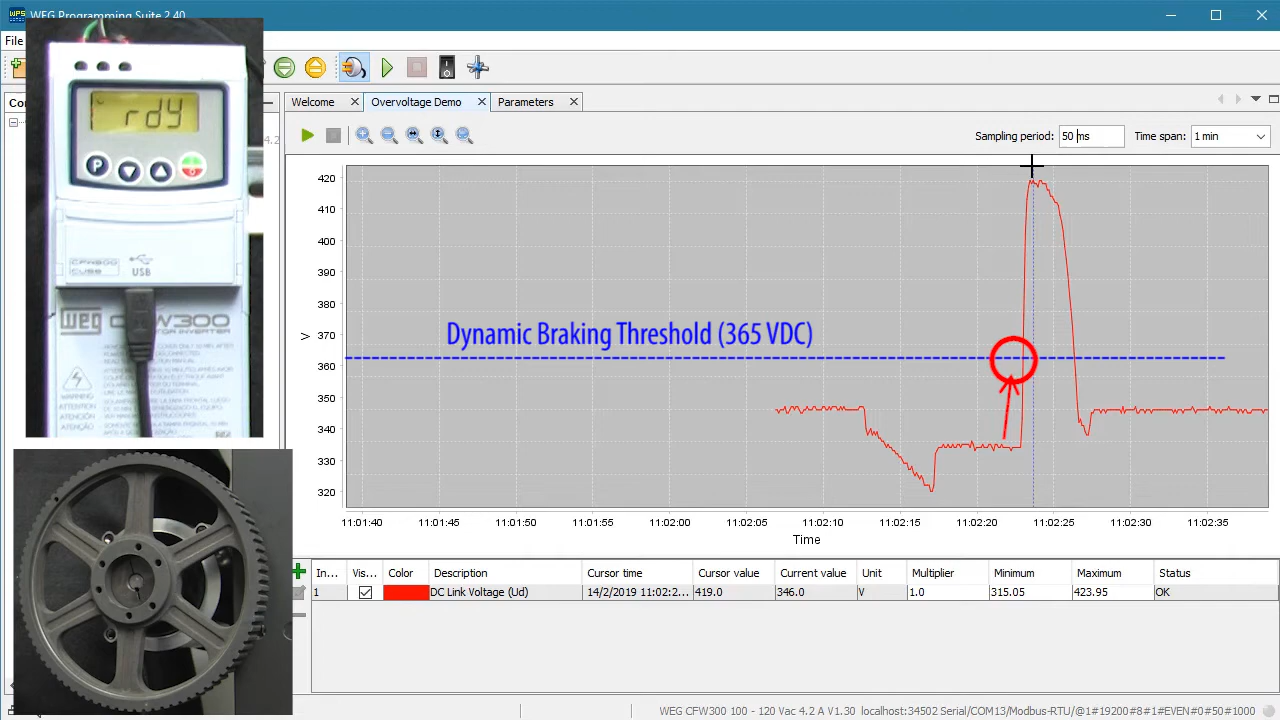 WEG Programming Suite 2.40
File
rdy
P
USB
CFW300
weg CFW300
WARNING
ATTENTION
ATENCIÓN
ATENÇÃO
Welcome
Overvoltage Demo
Parameters
Sampling period: 50 ms Time span: 1 min
420
410
400
390
380
370
360
350
340
330
320
V
Dynamic Braking Threshold (365 VDC)
11:01:40 11:01:45 11:01:50 11:01:55 11:02:00 11:02:05 11:02:10 11:02:15 11:02:20 11:02:25 11:02:30 11:02:35
Time
In... Vis... Color Description Cursor time Cursor value Current value Unit Multiplier Minimum Maximum Status
1 DC Link Voltage (Ud) 14/2/2019 11:02:2... 419.0 346.0 V 1.0 315.05 423.95 OK
WEG CFW300 100 - 120 Vac 4.2 A V1.30 localhost:34502 Serial/COM13/Modbus-RTU/@1#19200#8#1#EVEN#0#50#1000